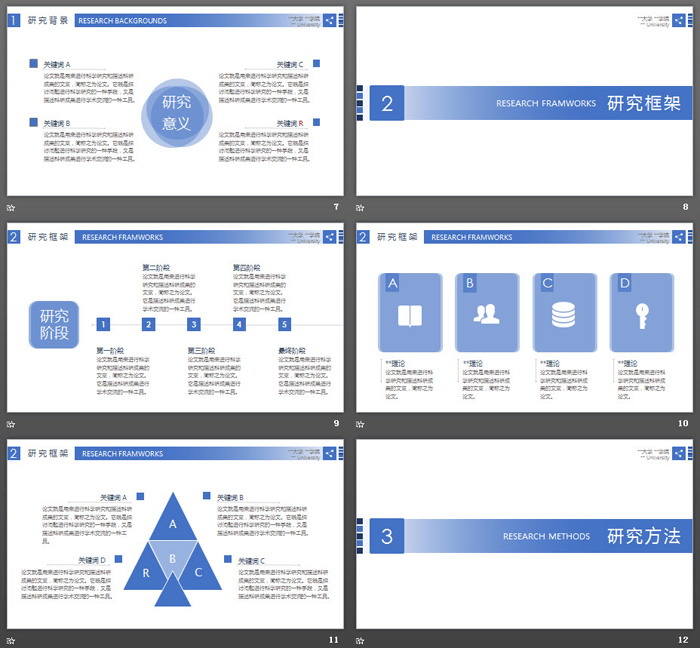 1 研究背景 RESEARCH BACKGROUNDS
**大学 **学院
** University
关键词 A
论文就是用来进行科学研究和描述科研
成果的文章，简称之为论文。它既是探
讨问题进行科学研究的一种手段，又是
描述科研成果进行学术交流的一种工具。
关键词 C
论文就是用来进行科学研究和描述科研
成果的文章，简称之为论文。它既是探
讨问题进行科学研究的一种手段，又是
描述科研成果进行学术交流的一种工具。
研究
意义
关键词 B
论文就是用来进行科学研究和描述科研
成果的文章，简称之为论文。它既是探
讨问题进行科学研究的一种手段，又是
描述科研成果进行学术交流的一种工具。
关键词 R
论文就是用来进行科学研究和描述科研
成果的文章，简称之为论文。它既是探
讨问题进行科学研究的一种手段，又是
描述科研成果进行学术交流的一种工具。
7
**大学 **学院
** University
2 RESEARCH FRAMWORKS 研究框架
8
2 研究框架 RESEARCH FRAMWORKS
**大学 **学院
** University
第二阶段
论文就是用来进行科学
研究和描述科研成果的
文章，简称之为论文。
它是描述科研成果进行
学术交流的一种工具。
第四阶段
论文就是用来进行科学
研究和描述科研成果的
文章，简称之为论文。
它是描述科研成果进行
学术交流的一种工具。
研究
阶段
1 2 3 4 5
第一阶段
论文就是用来进行科学
研究和描述科研成果的
文章，简称之为论文。
它是描述科研成果进行
学术交流的一种工具。
第三阶段
论文就是用来进行科学
研究和描述科研成果的
文章，简称之为论文。
它是描述科研成果进行
学术交流的一种工具。
最终阶段
论文就是用来进行科学
研究和描述科研成果的
文章，简称之为论文。
它是描述科研成果进行
学术交流的一种工具。
9
2 研究框架 RESEARCH FRAMWORKS
**大学 **学院
** University
A B C D
**理论
论文就是用来进行
科学研究和描述科研成
果的文章，简称之为
论文。
**理论
论文就是用来进行
科学研究和描述科研成
果的文章，简称之为
论文。
**理论
论文就是用来进行
科学研究和描述科研成
果的文章，简称之为
论文。
**理论
论文就是用来进行
科学研究和描述科研成
果的文章，简称之为
论文。
10
2 研究框架 RESEARCH FRAMWORKS
**大学 **学院
** University
关键词 A
论文就是用来进行科学研究和描述科研
成果的文章，简称之为论文。它既是探
讨问题进行科学研究的一种手段，又是
描述科研成果进行学术交流的一种工
具。
关键词 B
论文就是用来进行科学研究和描述科研
成果的文章，简称之为论文。它既是探
讨问题进行科学研究的一种手段，又是
描述科研成果进行学术交流的一种工具。
A
B
R
C
关键词 D
论文就是用来进行科学研究和描述科研
成果的文章，简称之为论文。它既是探
讨问题进行科学研究的一种手段，又是
描述科研成果进行学术交流的一种工具。
关键词 C
论文就是用来进行科学研究和描述科研
成果的文章，简称之为论文。它既是探
讨问题进行科学研究的一种手段，又是
描述科研成果进行学术交流的一种工具。
11
**大学 **学院
** University
3 RESEARCH METHODS 研究方法
12